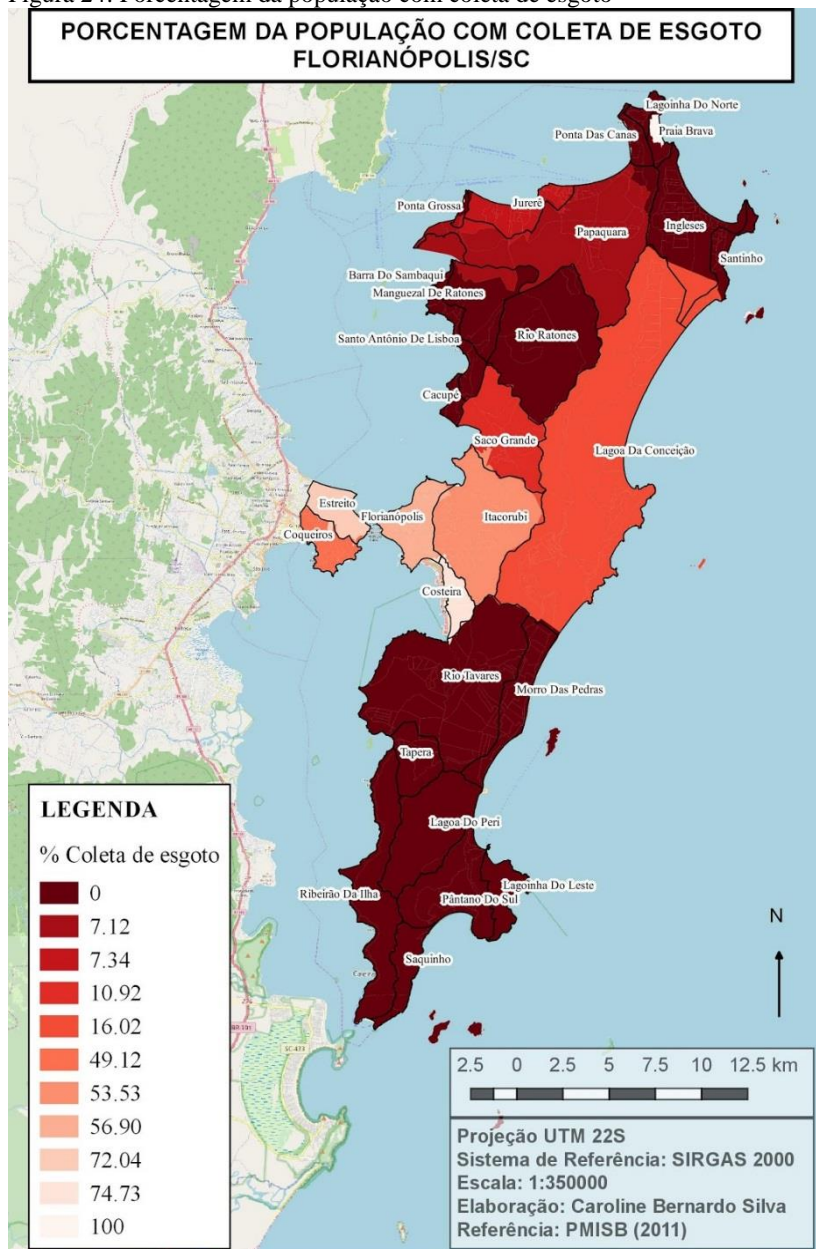 Figura 24: Porcentagem da população com coleta de esgoto
PORCENTAGEM DA POPULAÇÃO COM COLETA DE ESGOTO
FLORIANÓPOLIS/SC
Lagoinha Do Norte
Ponta Das Canas
Praia Brava
Ponta Grossa
Jurerê
Papaquara
Ingleses
Santinho
Barra Do Sambaqui
Manguezal De Ratones
Santo Antônio De Lisboa
Rio Ratones
Cacupé
Saco Grande
Lagoa Da Conceição
Estreito
Florianópolis
Itacorubi
Coqueiros
Costeira
Rio Tavares
Morro Das Pedras
Tapera
Lagoa Do Peri
Lagoinha Do Leste
Ribeirão Da Ilha
Pântano Do Sul
Saquinho
LEGENDA
% Coleta de esgoto
0
7.12
7.34
10.92
16.02
49.12
53.53
56.90
72.04
74.73
100
N
2.5 0 2.5 5 7.5 10 12.5 km
Projeção UTM 22S
Sistema de Referência: SIRGAS 2000
Escala: 1:350000
Elaboração: Caroline Bernardo Silva
Referência: PMISB (2011)